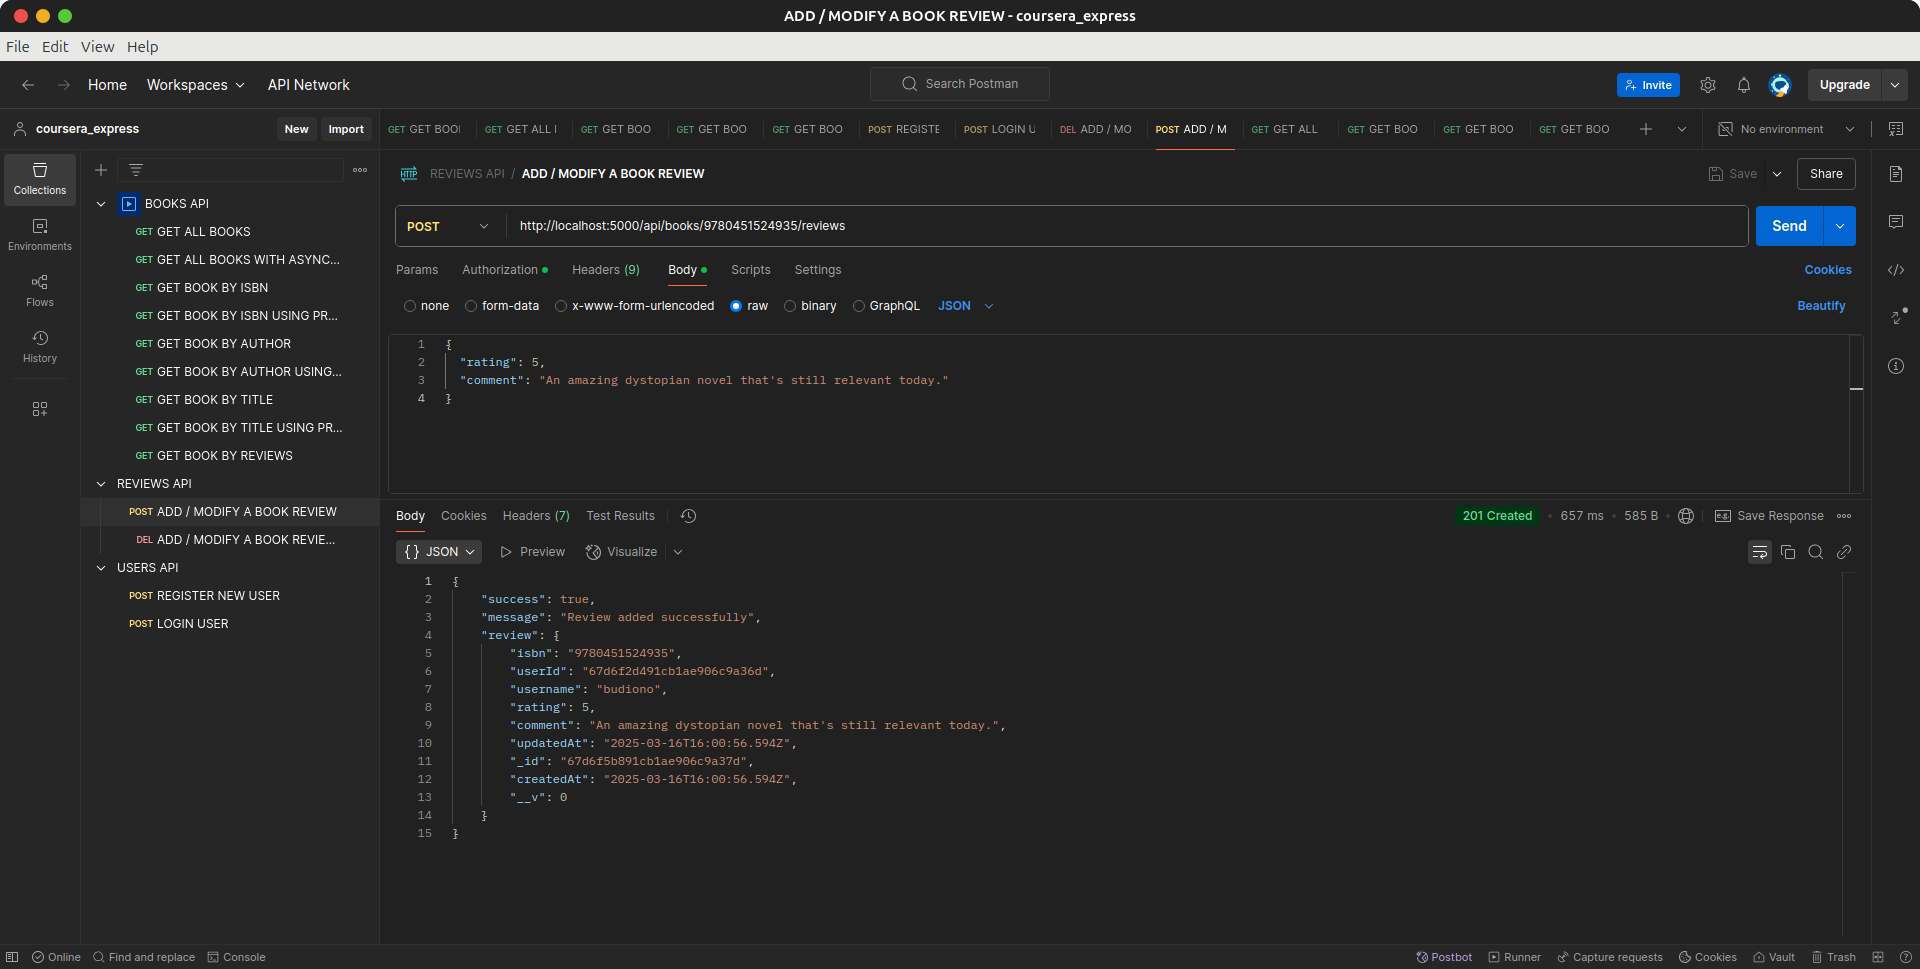 ADD / MODIFY A BOOK REVIEW - coursera_express
File Edit View Help
Home Workspaces API Network Search Postman Invite Upgrade
coursera_express New Import
GET GET BOOI GET GET ALL I GET GET BOO GET GET BOO GET GET BOO POST REGISTE POST LOGIN U DEL ADD / MO POST ADD / M GET GET ALL GET GET BOO GET GET BOO GET GET BOO No environment
Collections
Environments
Flows
History
BOOKS API
GET GET ALL BOOKS
GET GET ALL BOOKS WITH ASYNC...
GET GET BOOK BY ISBN
GET GET BOOK BY ISBN USING PR...
GET GET BOOK BY AUTHOR
GET GET BOOK BY AUTHOR USING...
GET GET BOOK BY TITLE
GET GET BOOK BY TITLE USING PR...
GET GET BOOK BY REVIEWS
REVIEWS API
POST ADD / MODIFY A BOOK REVIEW
DEL ADD / MODIFY A BOOK REVIE...
USERS API
POST REGISTER NEW USER
POST LOGIN USER
HTTP REVIEWS API / ADD / MODIFY A BOOK REVIEW Save Share
POST http://localhost:5000/api/books/9780451524935/reviews Send
Params Authorization Headers (9) Body Scripts Settings Cookies
none form-data x-www-form-urlencoded raw binary GraphQL JSON Beautify
1 {
2 "rating": 5,
3 "comment": "An amazing dystopian novel that's still relevant today."
4 }
Body Cookies Headers (7) Test Results 201 Created • 657 ms • 585 B e.g. Save Response
{} JSON Preview Visualize
1 {
2 "success": true,
3 "message": "Review added successfully",
4 "review": {
5 "isbn": "9780451524935",
6 "userId": "67d6f2d491cb1ae906c9a36d",
7 "username": "budiono",
8 "rating": 5,
9 "comment": "An amazing dystopian novel that's still relevant today.",
10 "updatedAt": "2025-03-16T16:00:56.594Z",
11 "_id": "67d6f5b891cb1ae906c9a37d",
12 "createdAt": "2025-03-16T16:00:56.594Z",
13 "__v": 0
14 }
15 }
Online Find and replace Console Postbot Runner Capture requests Cookies Vault Trash